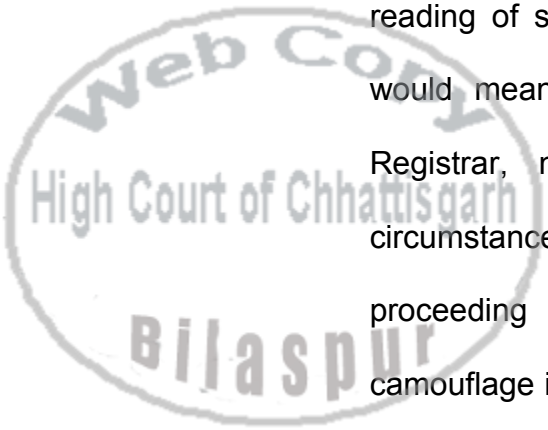 reading of s
would mean
Registrar, r
circumstance
proceeding
camouflage i
Web Copy
High Court of Chhattisgarh
Bilaspur